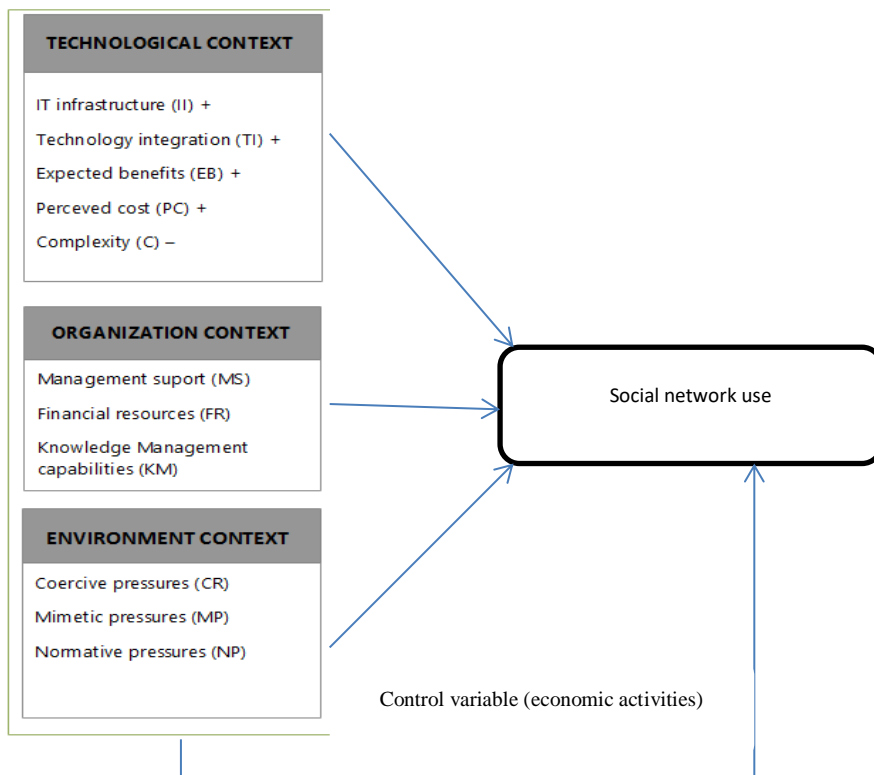 TECHNOLOGICAL CONTEXT
IT infrastructure (II) +
Technology integration (TI) +
Expected benefits (EB) +
Perceved cost (PC) +
Complexity (C) –
ORGANIZATION CONTEXT
Management suport (MS)
Financial resources (FR)
Knowledge Management
capabilities (KM)
ENVIRONMENT CONTEXT
Coercive pressures (CR)
Mimetic pressures (MP)
Normative pressures (NP)
Social network use
Control variable (economic activities)